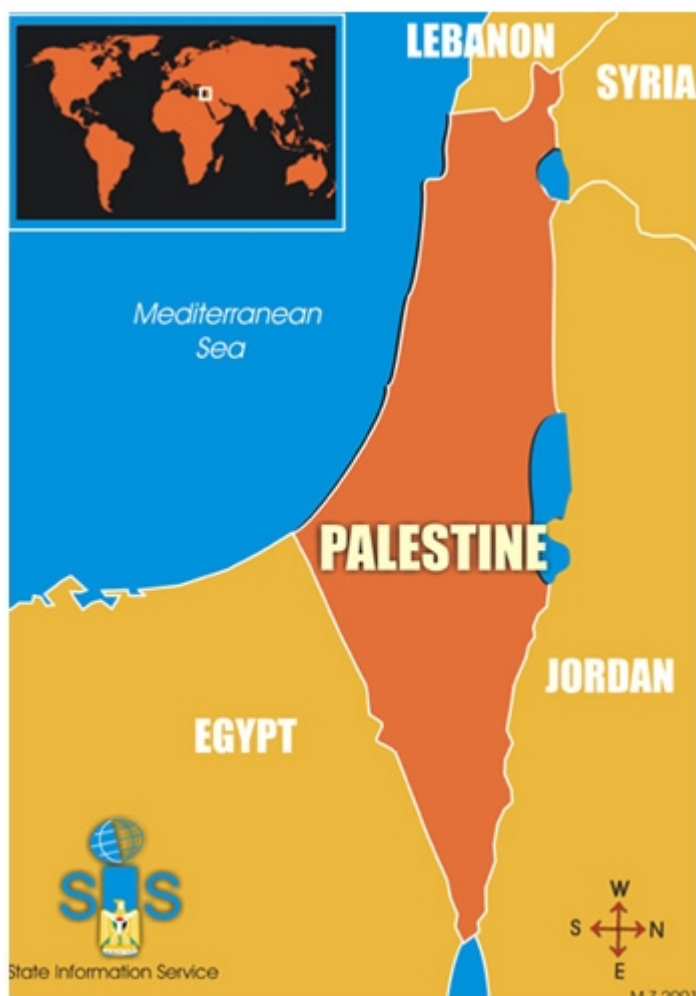 LEBANON
SYRIA
Mediterranean
Sea
PALESTINE
JORDAN
EGYPT
SIS
State Information Service
W
S N
E